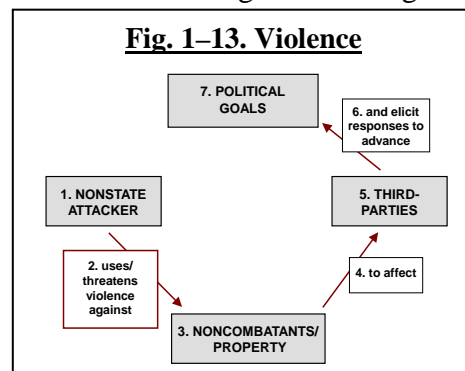 Fig. 1–13. Violence
7. POLITICAL
GOALS
6. and elicit
responses to
advance
1. NONSTATE
ATTACKER
5. THIRD-
PARTIES
2. uses/
threatens
violence
against
4. to affect
3. NONCOMBATANTS/
PROPERTY